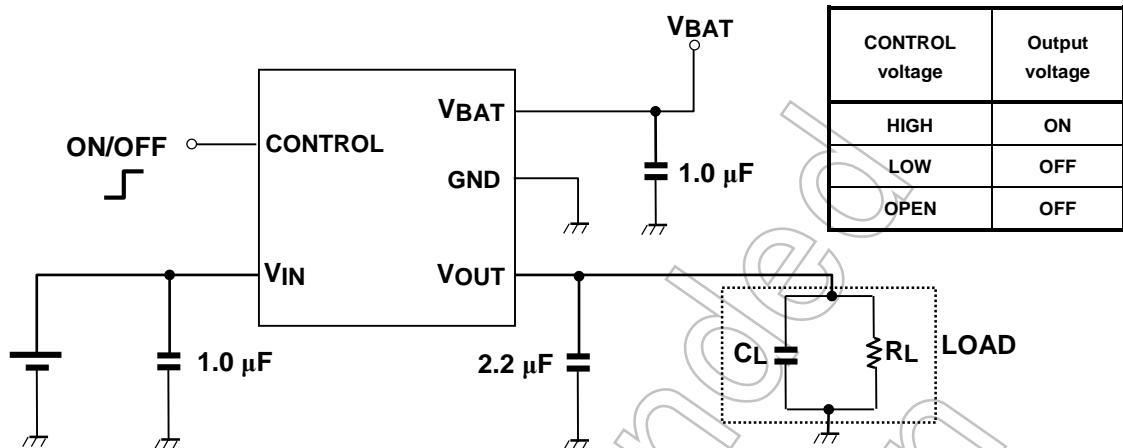 VBAT
CONTROL voltage
Output voltage
HIGH
ON
LOW
OFF
OPEN
OFF
ON/OFF
CONTROL
VBAT
GND
1.0 μF
VIN
VOUT
1.0 μF
2.2 μF
CL
RL
LOAD
nded
n